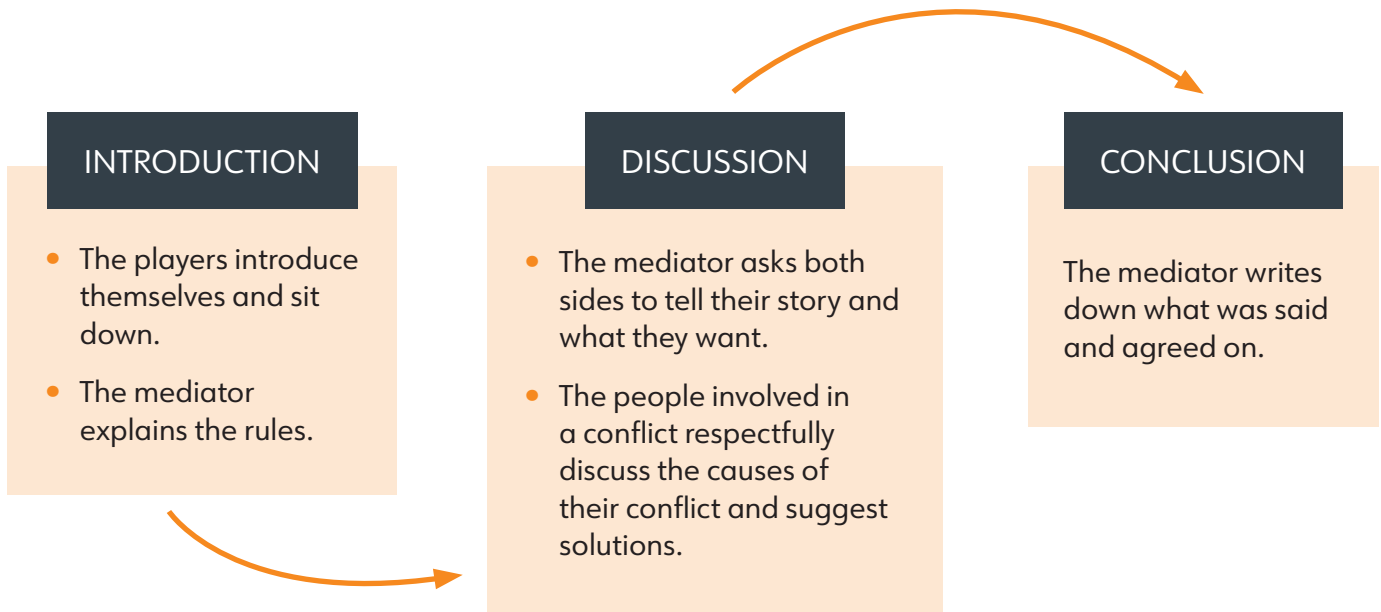 INTRODUCTION
• The players introduce
themselves and sit
down.
• The mediator
explains the rules.
DISCUSSION
• The mediator asks both
sides to tell their story and
what they want.
• The people involved in
a conflict respectfully
discuss the causes of
their conflict and suggest
solutions.
CONCLUSION
The mediator writes
down what was said
and agreed on.